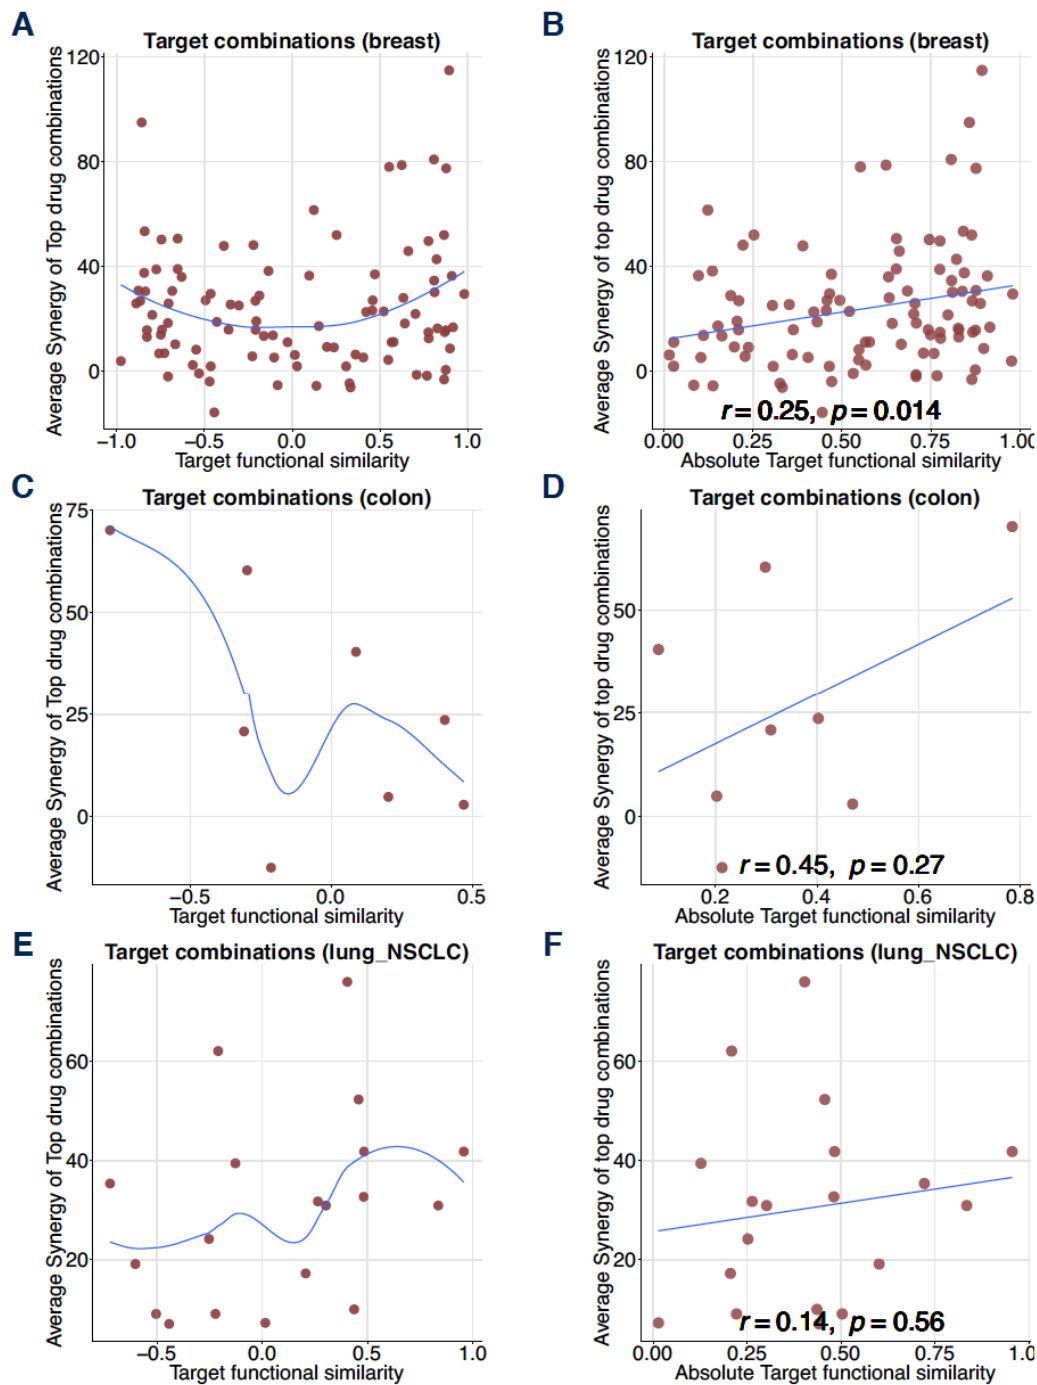 A
Target combinations (breast)
Average Synergy of Top drug combinations
120
80
40
0
−1.0 −0.5 0.0 0.5 1.0
Target functional similarity
B
Target combinations (breast)
Average Synergy of top drug combinations
120
80
40
0
r = 0.25, p = 0.014
0.00 0.25 0.50 0.75 1.00
Absolute Target functional similarity
C
Target combinations (colon)
Average Synergy of Top drug combinations
75
50
25
0
−0.5 0.0 0.5
Target functional similarity
D
Target combinations (colon)
Average Synergy of top drug combinations
50
25
0
r = 0.45, p = 0.27
0.2 0.4 0.6 0.8
Absolute Target functional similarity
E
Target combinations (lung_NSCLC)
Average Synergy of Top drug combinations
60
40
20
−0.5 0.0 0.5 1.0
Target functional similarity
F
Target combinations (lung_NSCLC)
Average Synergy of top drug combinations
60
40
20
r = 0.14, p = 0.56
0.00 0.25 0.50 0.75 1.0
Absolute Target functional similarity